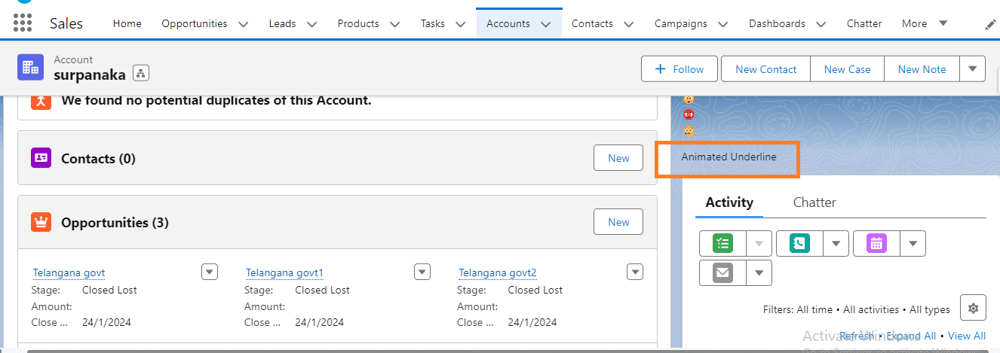 Sales Home Opportunities Leads Products Tasks Accounts Contacts Campaigns Dashboards Chatter More
Account
surpanaka
Follow New Contact New Case New Note
We found no potential duplicates of this Account.
Contacts (0) New
Animated Underline
Opportunities (3) New
Activity Chatter
Telangana govt Telangana govt1 Telangana govt2
Stage: Closed Lost Stage: Closed Lost Stage: Closed Lost
Amount: Amount: Amount:
Close ... 24/1/2024 Close ... 24/1/2024 Close ... 24/1/2024
Filters: All time • All activities • All types
Refresh • Expand All • View All
Activate Windows